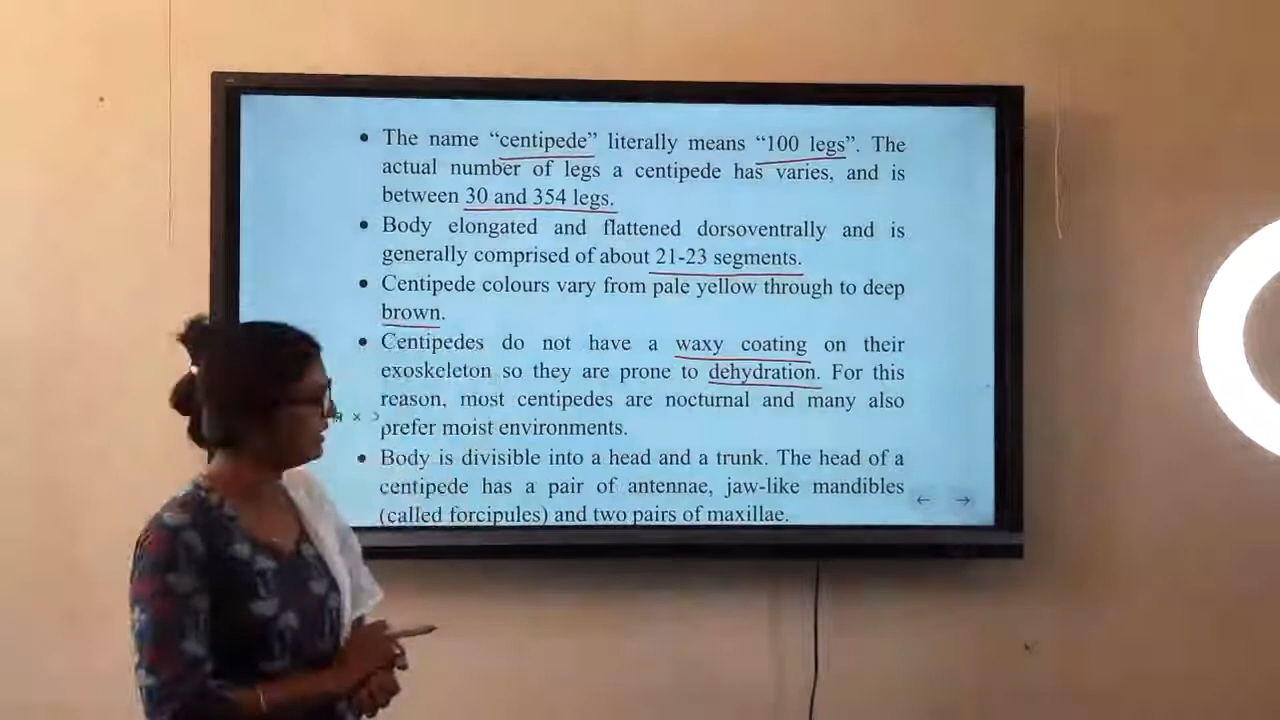 • The name “centipede” literally means “100 legs”. The
actual number of legs a centipede has varies, and is
between 30 and 354 legs.
• Body elongated and flattened dorsoventrally and is
generally comprised of about 21-23 segments.
• Centipede colours vary from pale yellow through to deep
brown.
• Centipedes do not have a waxy coating on their
exoskeleton so they are prone to dehydration. For this
reason, most centipedes are nocturnal and many also
prefer moist environments.
• Body is divisible into a head and a trunk. The head of a
centipede has a pair of antennae, jaw-like mandibles
(called forcipules) and two pairs of maxillae.